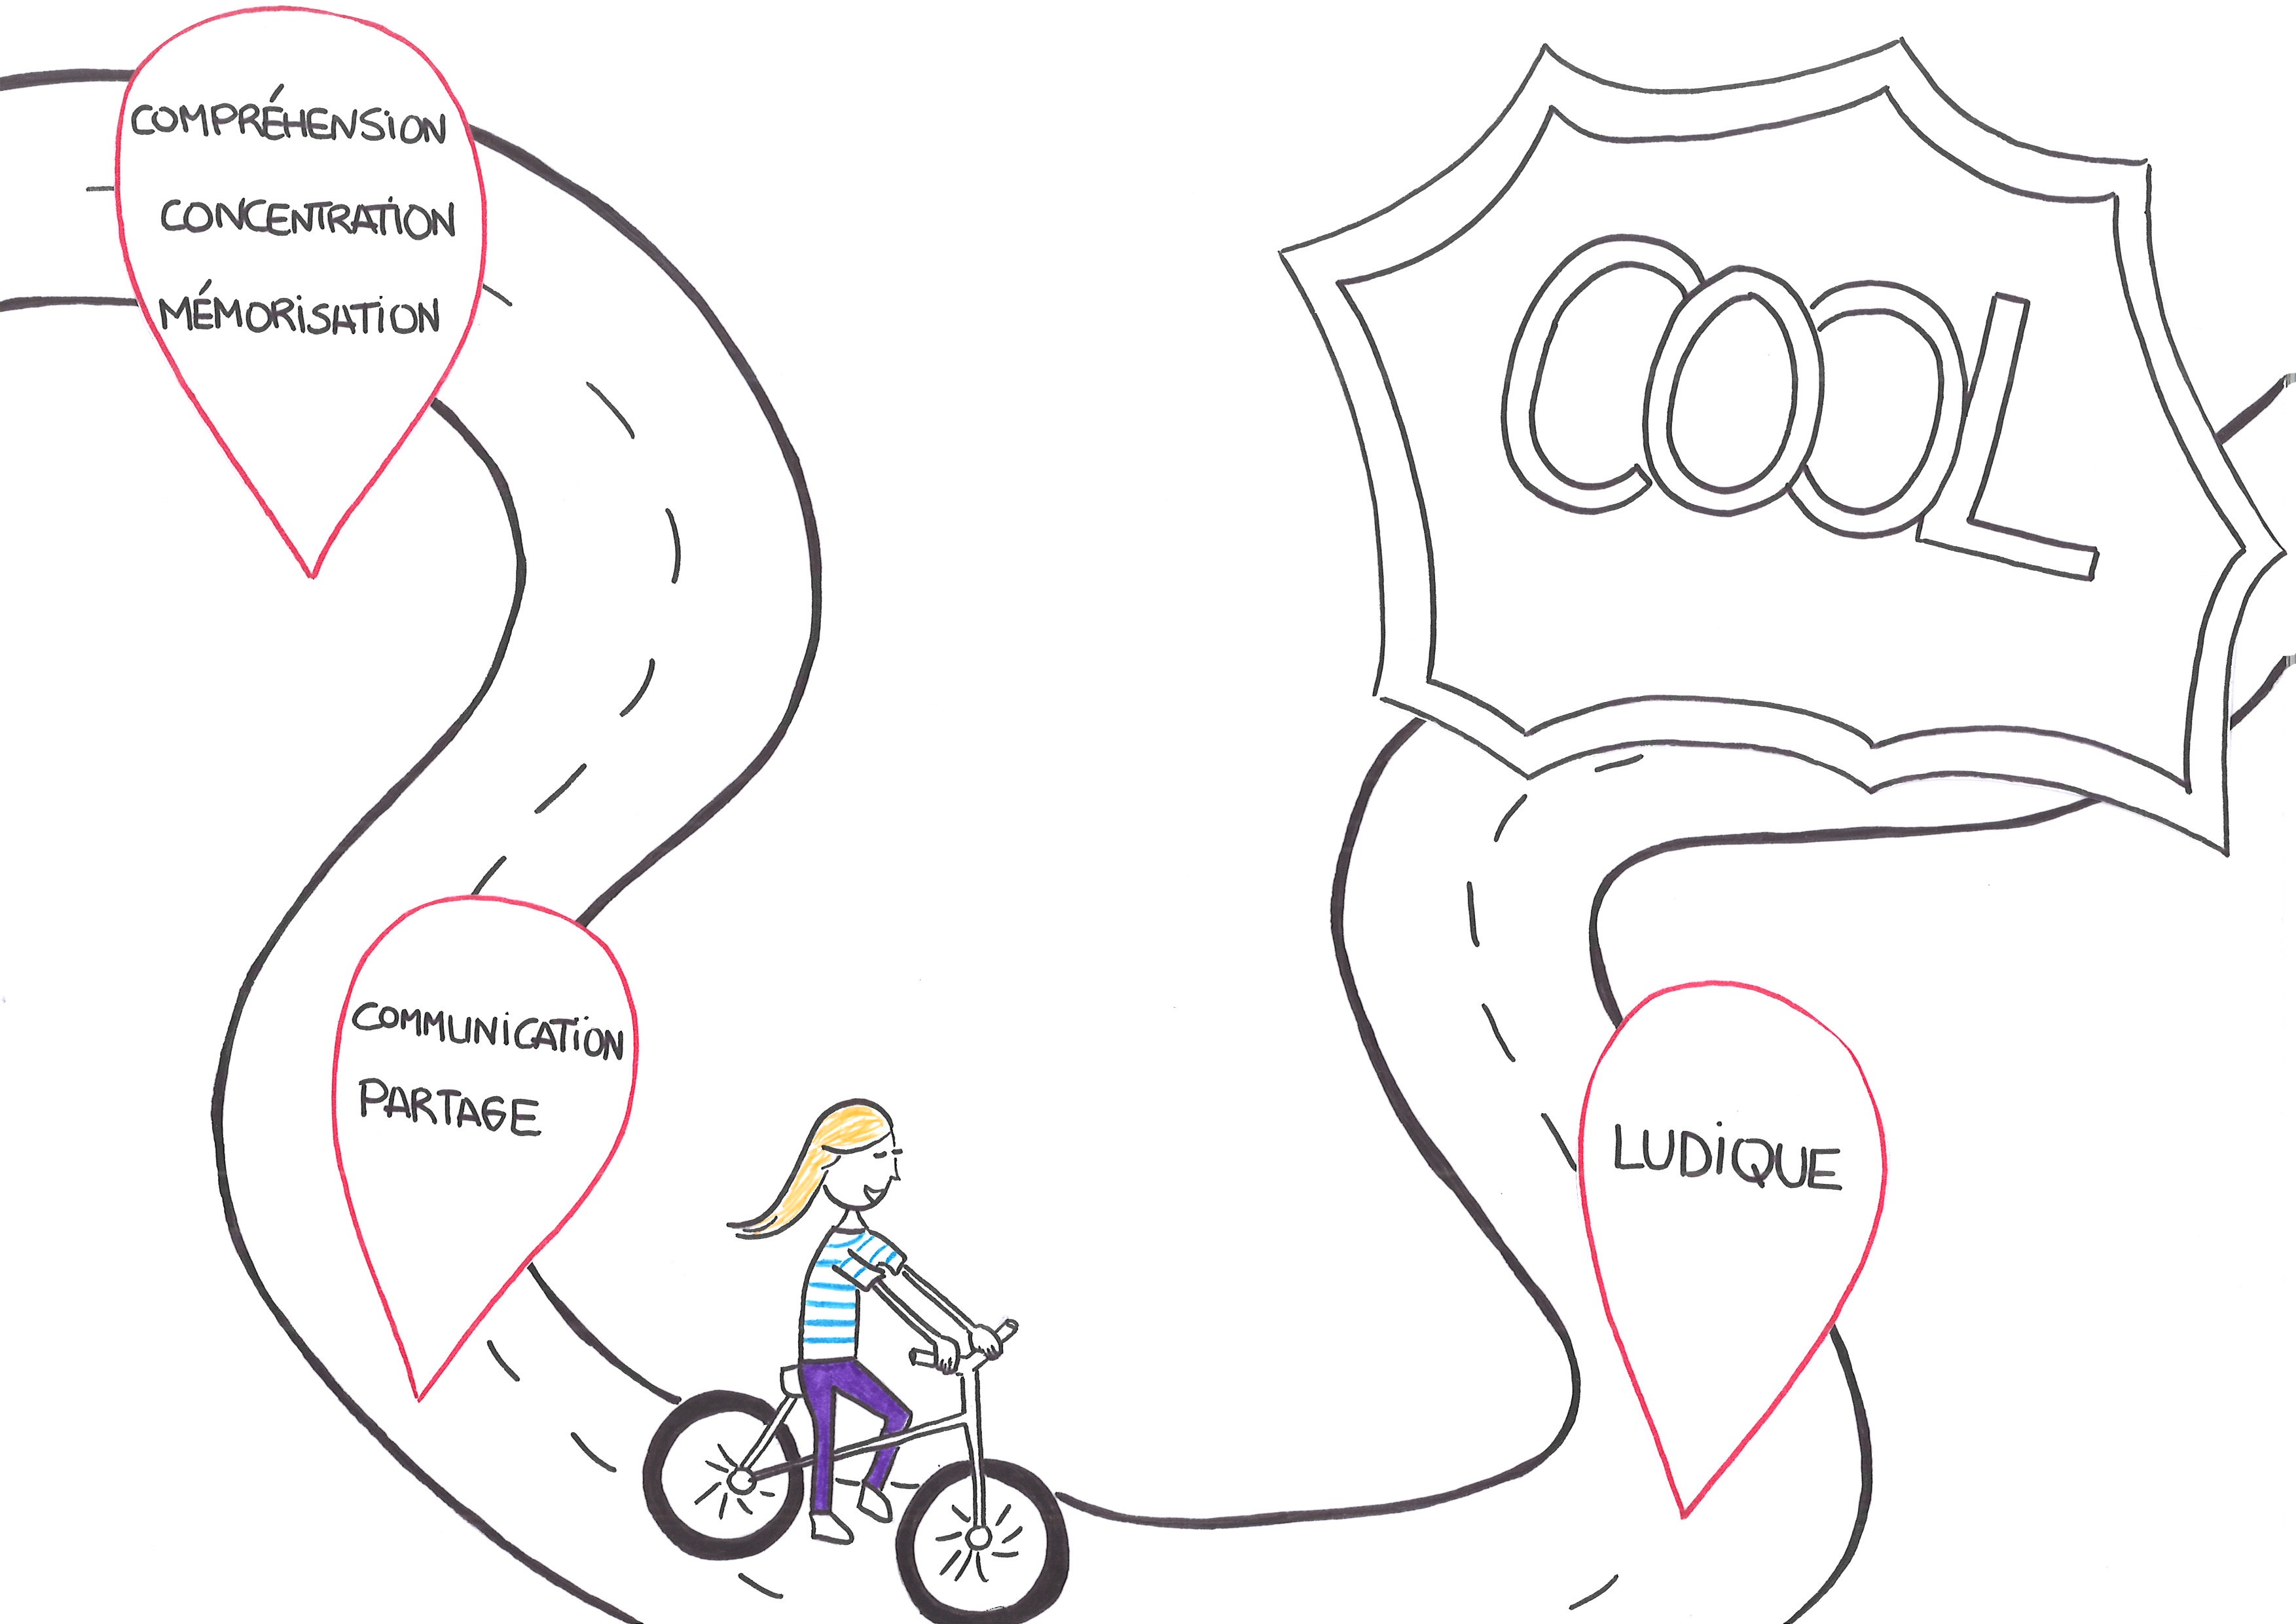 COMPRÉHENSION
CONCENTRATION
MÉMORISATION
COMMUNICATION
PARTAGE
COOL
LUDIQUE